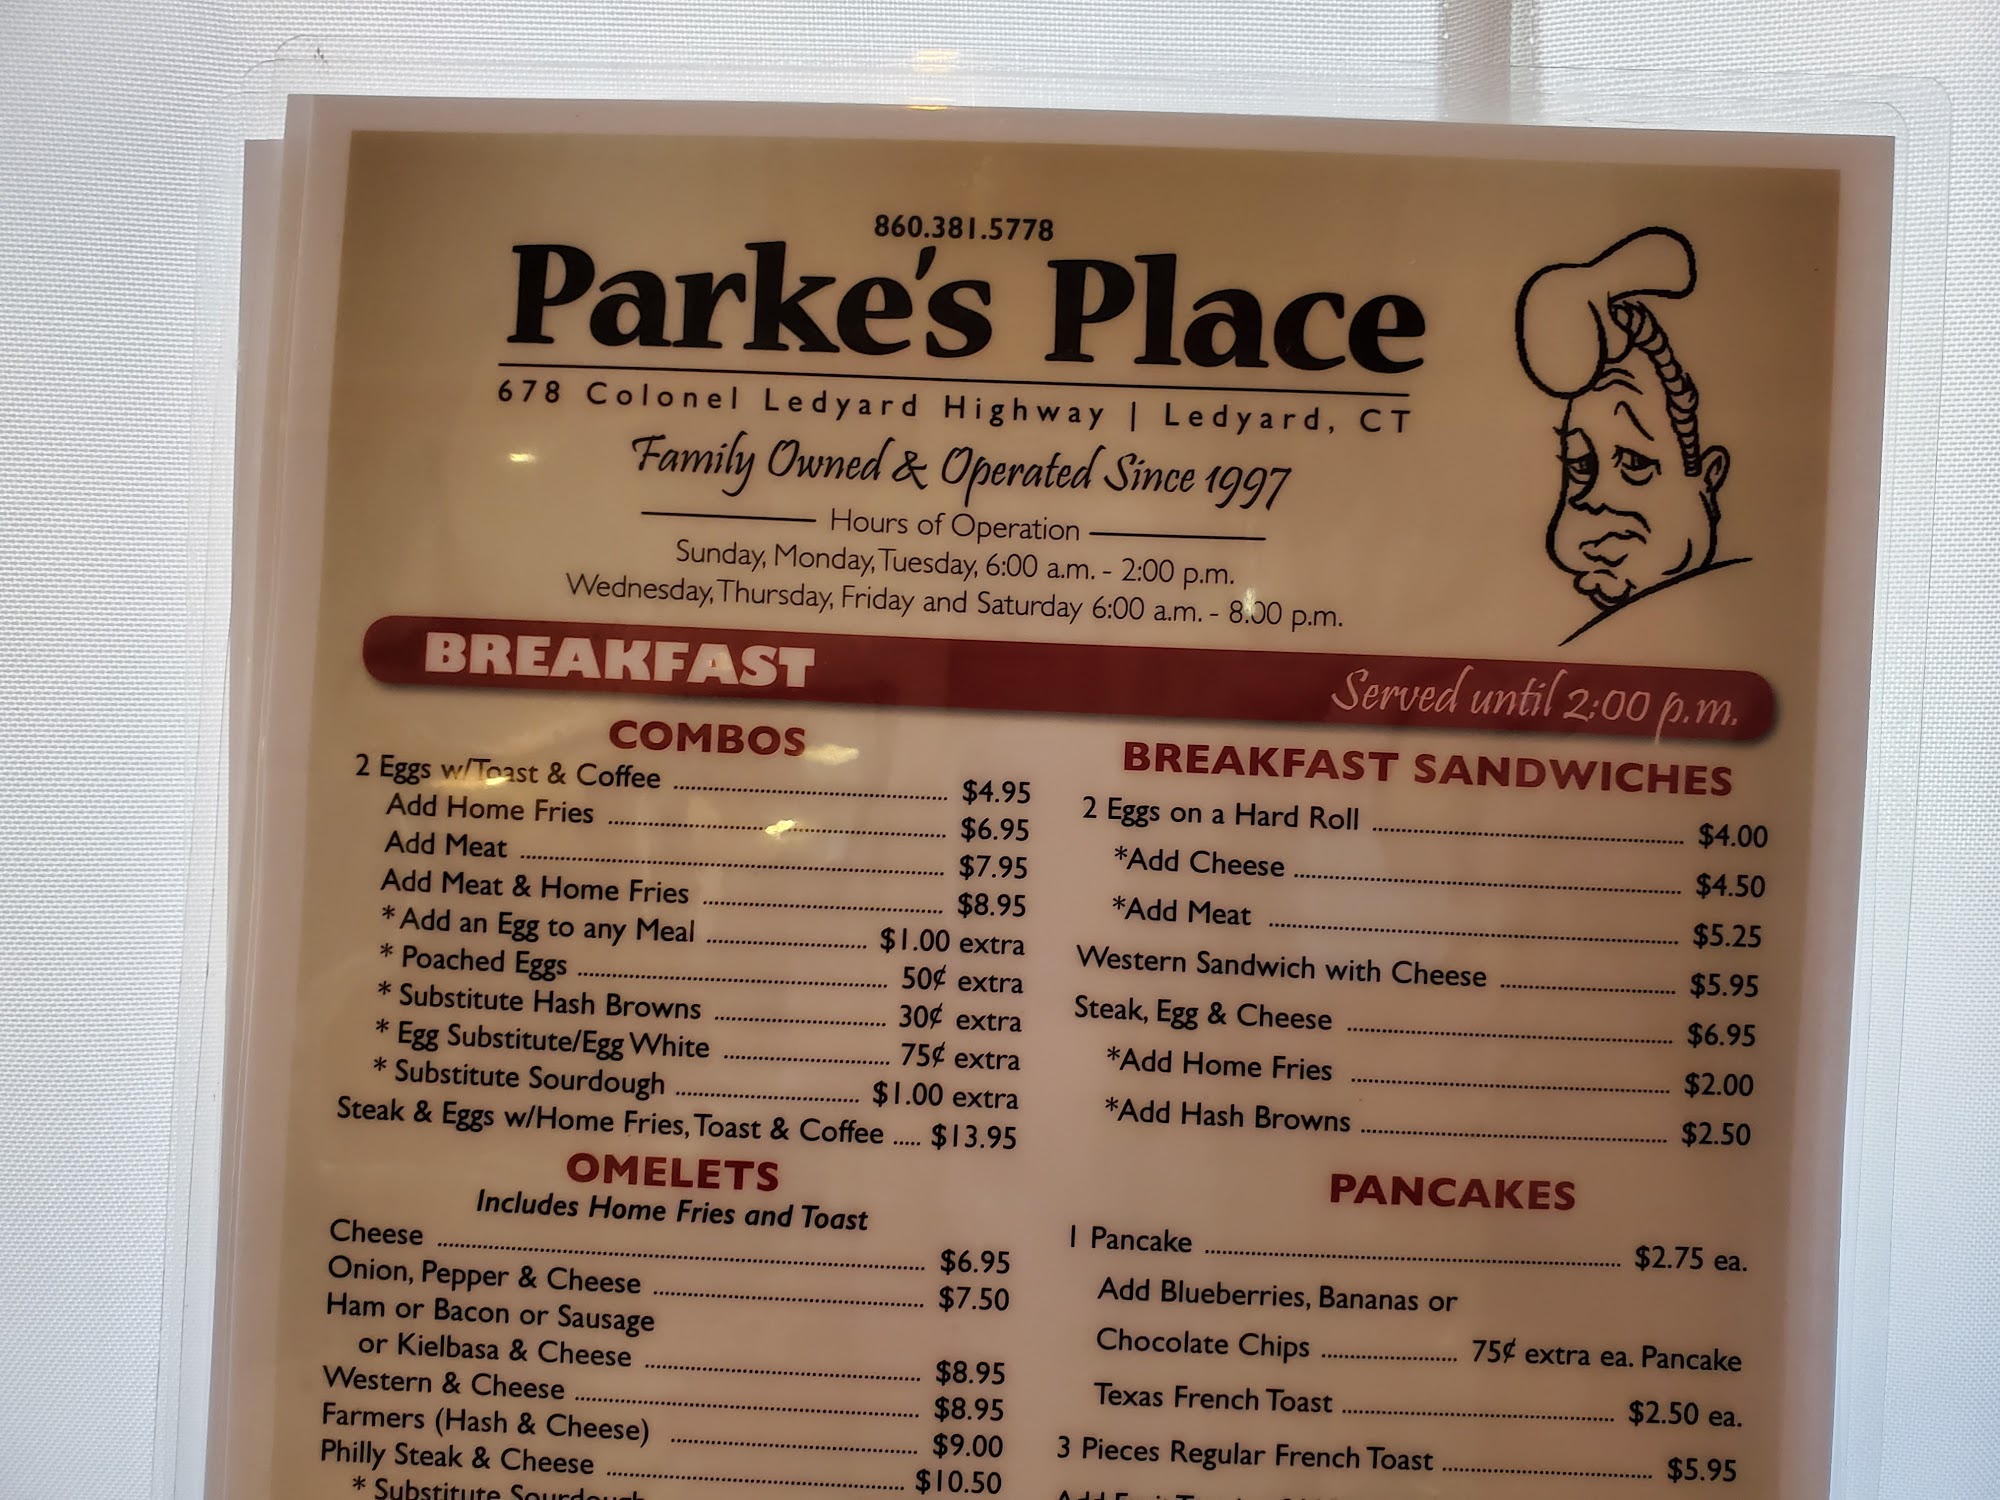 860.381.5778
Parke's Place
678 Colonel Ledyard Highway | Ledyard, CT
Family Owned & Operated Since 1997
Hours of Operation
Sunday, Monday, Tuesday, 6:00 a.m. - 2:00 p.m.
Wednesday, Thursday, Friday and Saturday 6:00 a.m. - 8:00 p.m.
BREAKFAST
Served until 2:00 p.m.
COMBOS
2 Eggs w/Toast & Coffee $4.95
Add Home Fries $6.95
Add Meat $7.95
Add Meat & Home Fries $8.95
* Add an Egg to any Meal $1.00 extra
* Poached Eggs 50¢ extra
* Substitute Hash Browns 30¢ extra
* Egg Substitute/Egg White 75¢ extra
* Substitute Sourdough $1.00 extra
Steak & Eggs w/Home Fries, Toast & Coffee $13.95
OMELETS
Includes Home Fries and Toast
Cheese $6.95
Onion, Pepper & Cheese $7.50
Ham or Bacon or Sausage
or Kielbasa & Cheese $8.95
Western & Cheese $8.95
Farmers (Hash & Cheese) $9.00
Philly Steak & Cheese $10.50
* Substitute Sourdough
BREAKFAST SANDWICHES
2 Eggs on a Hard Roll $4.00
*Add Cheese $4.50
*Add Meat $5.25
Western Sandwich with Cheese $5.95
Steak, Egg & Cheese $6.95
*Add Home Fries $2.00
*Add Hash Browns $2.50
PANCAKES
1 Pancake $2.75 ea.
Add Blueberries, Bananas or
Chocolate Chips 75¢ extra ea. Pancake
Texas French Toast $2.50 ea.
3 Pieces Regular French Toast $5.95